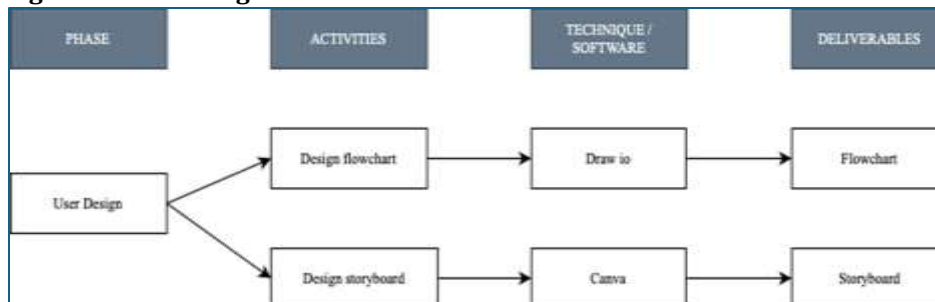 PHASE
ACTIVITIES
TECHNIQUE /
SOFTWARE
DELIVERABLES
Design flowchart
Draw io
Flowchart
User Design
Design storyboard
Canva
Storyboard